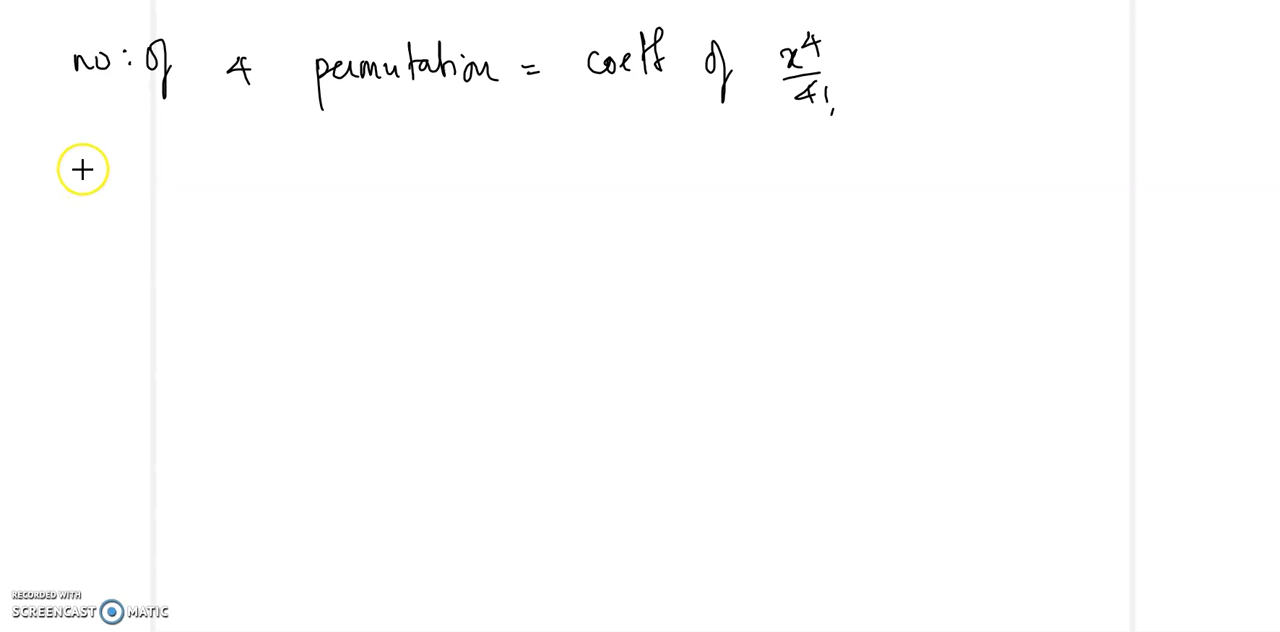 no: of 4 permutation = coeff of x^4/4!
RECORDED WITH
SCREENCAST MATIC